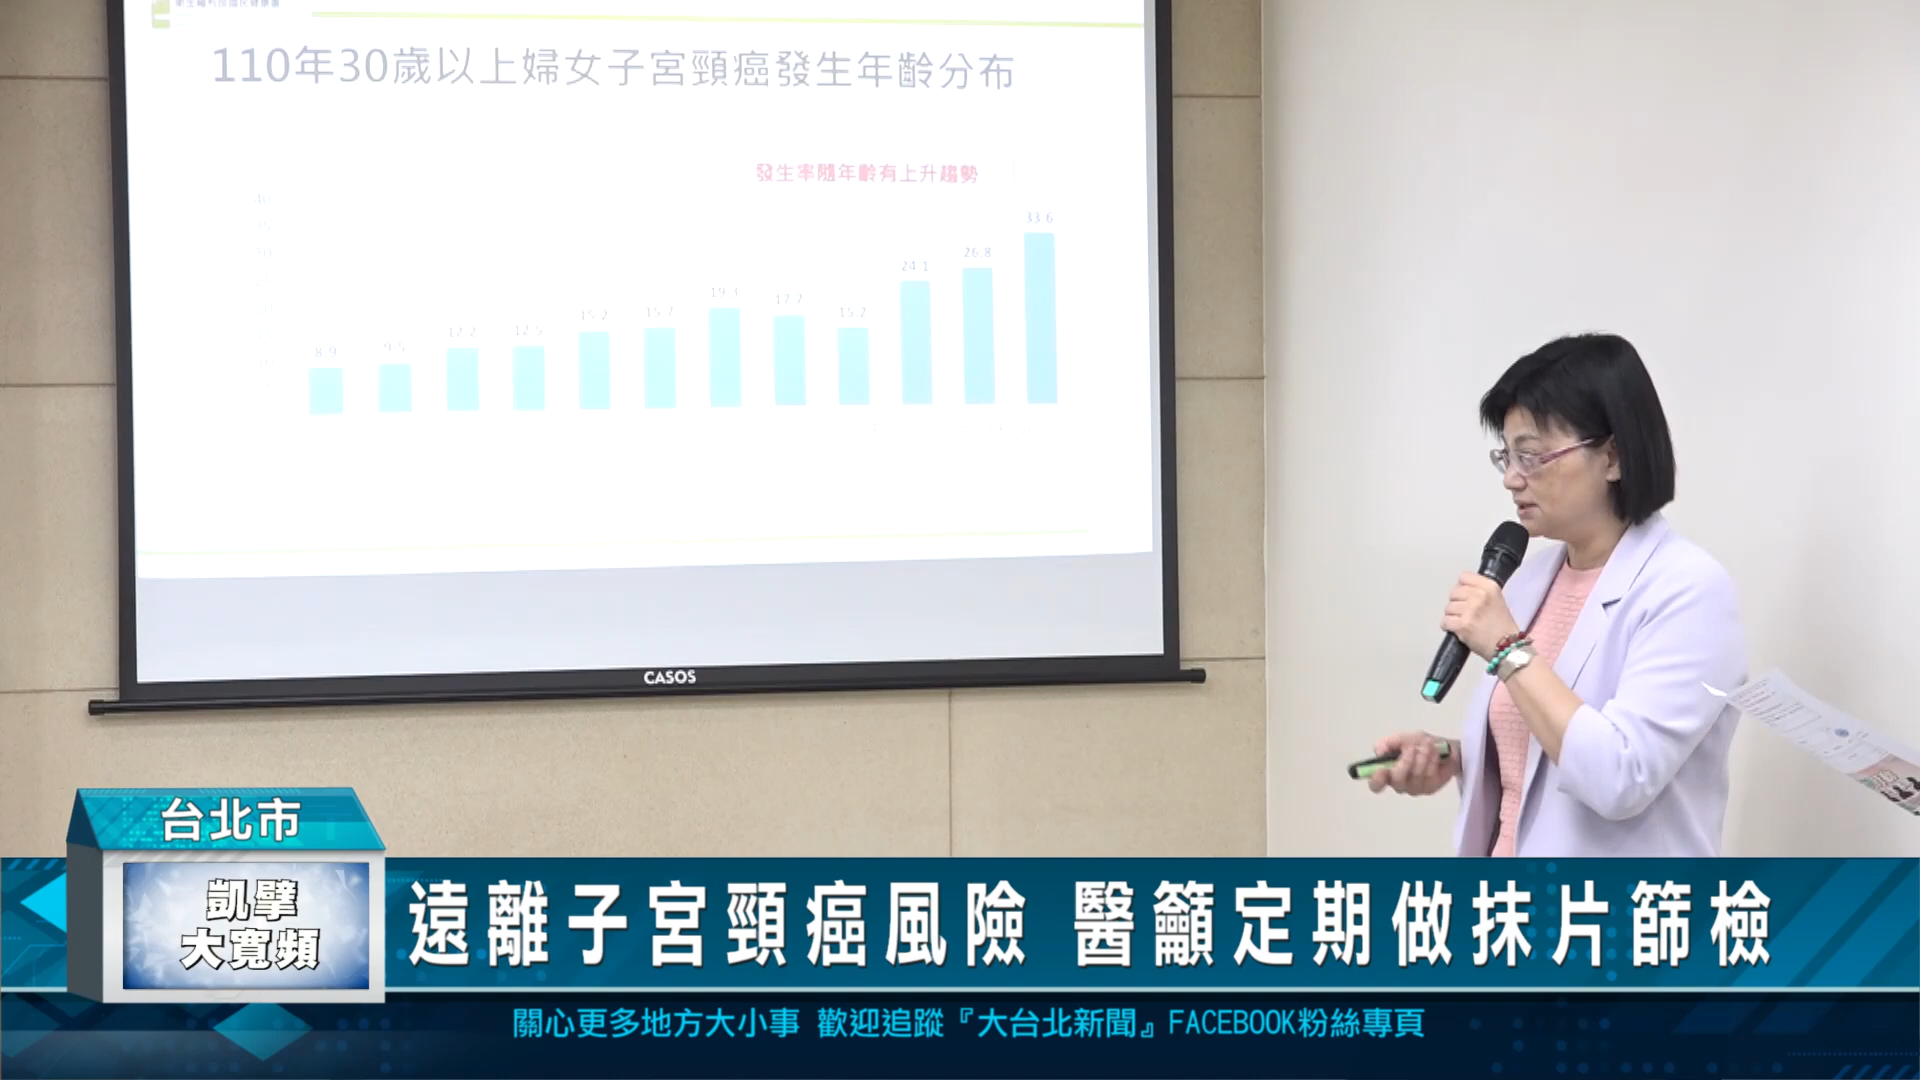 110年30歲以上婦女子宮頸癌發生年齡分布
發生率隨年齡有上升趨勢
40
8.9 9.5 12.2 12.5 15.2 15.7 19.3 17.7 15.2 24.1 26.8 33.6
CASOS
台北市
凱擘
大寬頻
遠離子宮頸癌風險 醫籲定期做抹片篩檢
關心更多地方大小事 歡迎追蹤『大台北新聞』FACEBOOK粉絲專頁